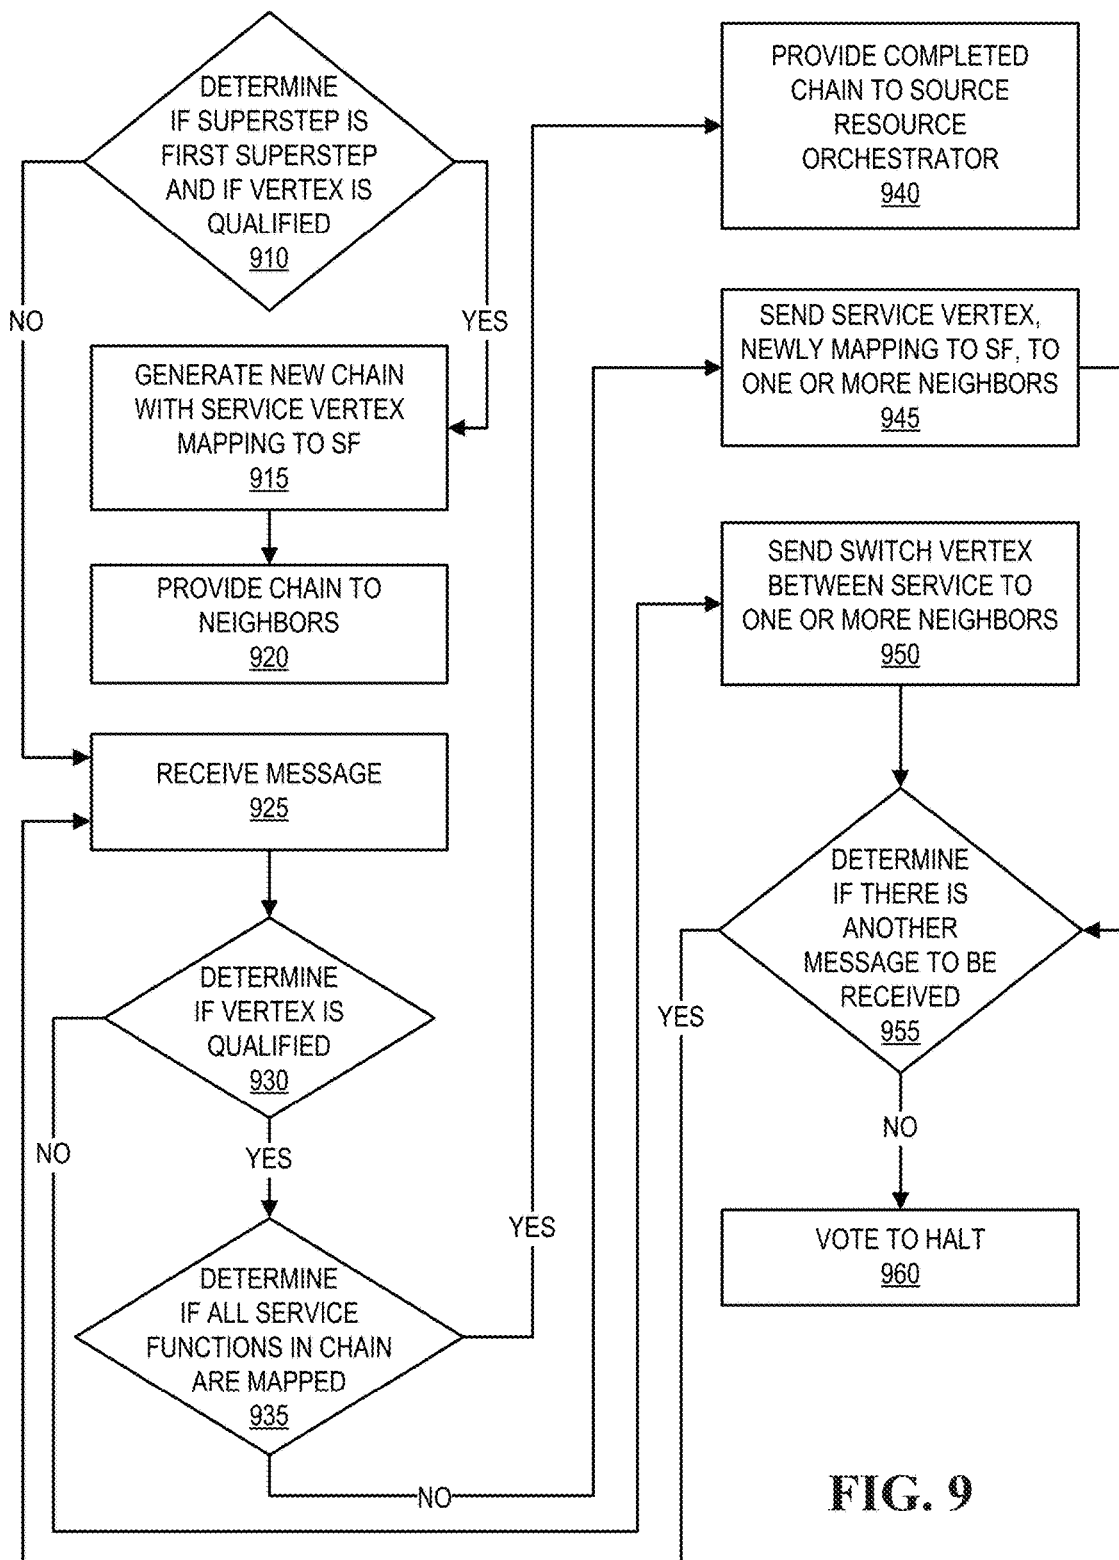 DETERMINE
IF SUPERSTEP IS
FIRST SUPERSTEP
AND IF VERTEX IS
QUALIFIED
910
NO
YES
GENERATE NEW CHAIN
WITH SERVICE VERTEX
MAPPING TO SF
915
PROVIDE CHAIN TO
NEIGHBORS
920
RECEIVE MESSAGE
925
DETERMINE
IF VERTEX IS
QUALIFIED
930
NO
YES
DETERMINE
IF ALL SERVICE
FUNCTIONS IN CHAIN
ARE MAPPED
935
YES
NO
PROVIDE COMPLETED
CHAIN TO SOURCE
RESOURCE
ORCHESTRATOR
940
SEND SERVICE VERTEX,
NEWLY MAPPING TO SF, TO
ONE OR MORE NEIGHBORS
945
SEND SWITCH VERTEX
BETWEEN SERVICE TO
ONE OR MORE NEIGHBORS
950
DETERMINE
IF THERE IS
ANOTHER
MESSAGE TO BE
RECEIVED
955
YES
NO
VOTE TO HALT
960
FIG. 9